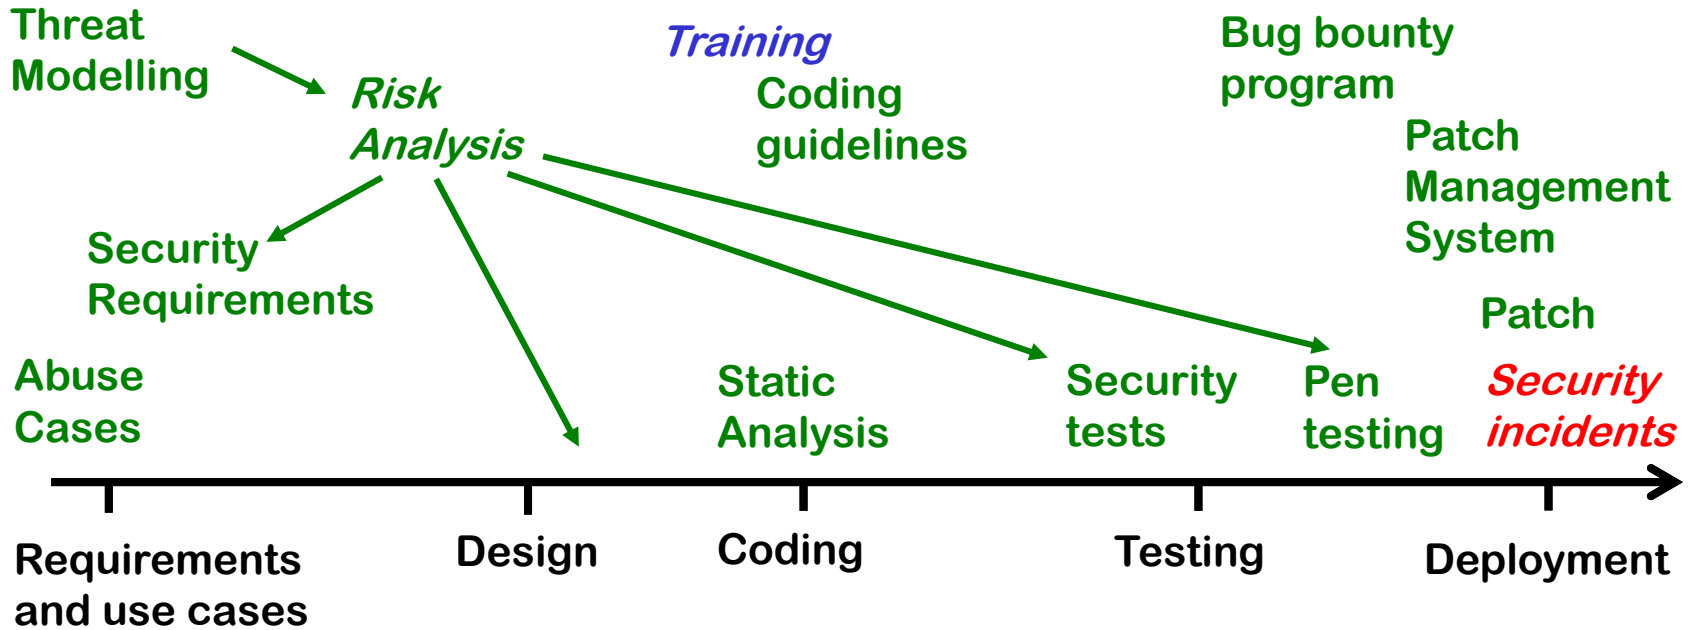 Threat
Modelling
Risk
Analysis
Training
Coding
guidelines
Bug bounty
program
Patch
Management
System
Security
Requirements
Patch
Abuse
Cases
Static
Analysis
Security
tests
Pen
testing
Security
incidents
Requirements
and use cases
Design
Coding
Testing
Deployment